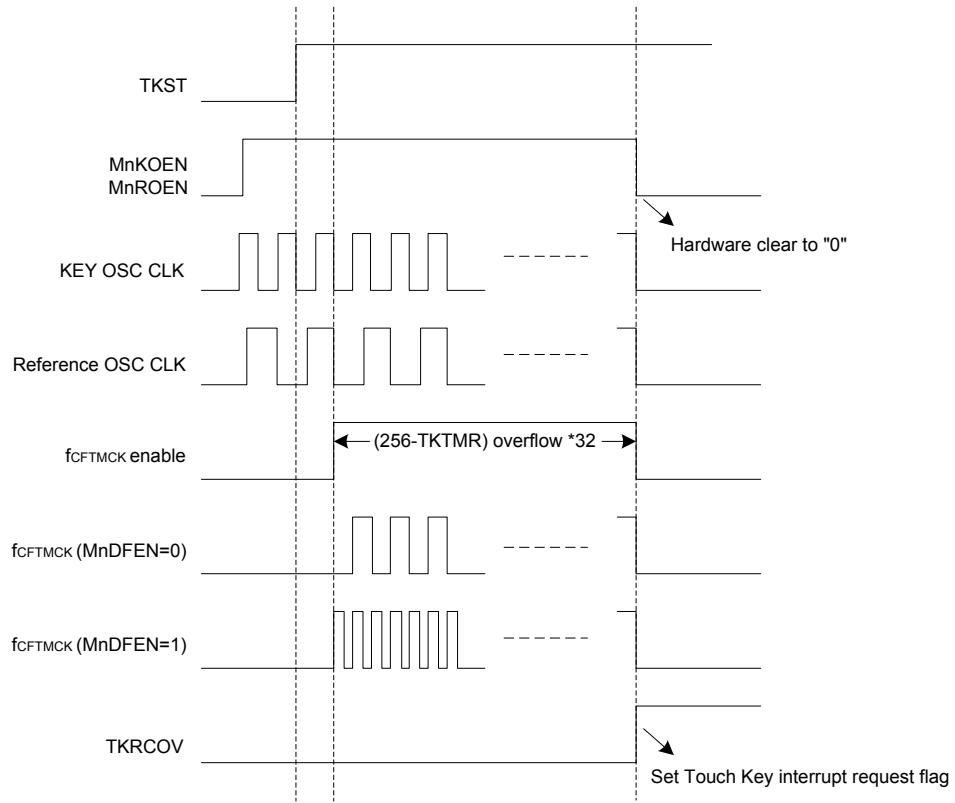 TKST
MnKOEN
MnROEN
Hardware clear to "0"
KEY OSC CLK
Reference OSC CLK
(256-TKTMR) overflow *32
fCFTMCK enable
fCFTMCK (MnDFEN=0)
fCFTMCK (MnDFEN=1)
TKRCOV
Set Touch Key interrupt request flag